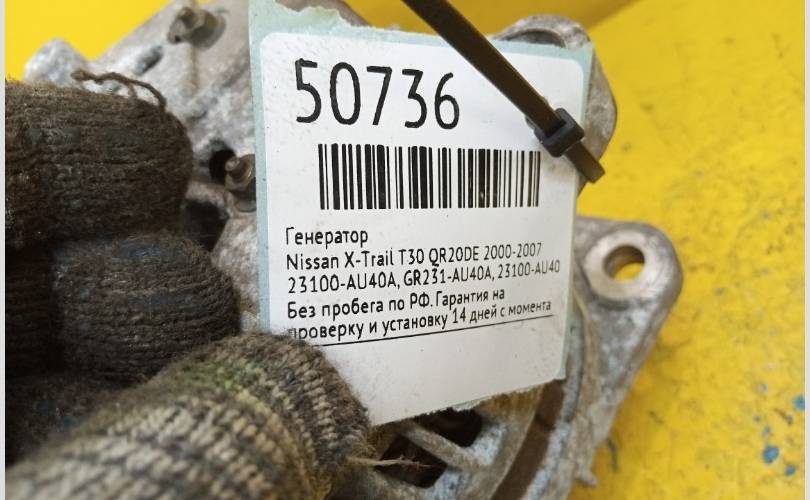 50736
Генератор
Nissan X-Trail T30 QR20DE 2000-2007
23100-AU40A, GR231-AU40A, 23100-AU40
Без пробега по РФ. Гарантия на
проверку и установку 14 дней с момента